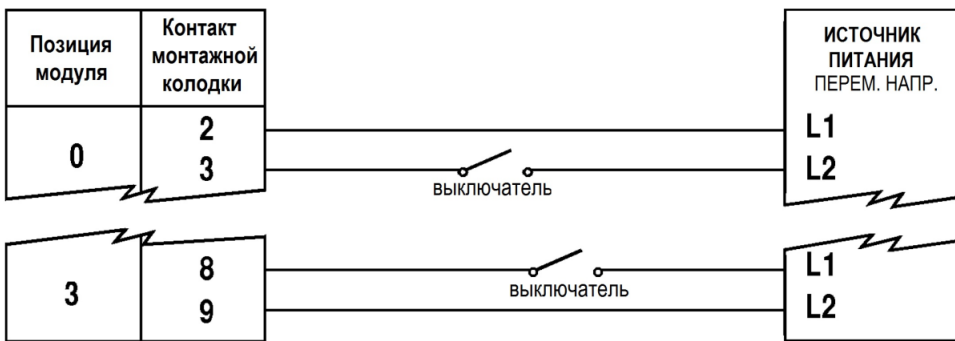 Позиция
модуля
Контакт
монтажной
колодки
ИСТОЧНИК
ПИТАНИЯ
ПЕРЕМ. НАПР.
0
2
L1
3
выключатель
L2
3
8
выключатель
L1
9
L2